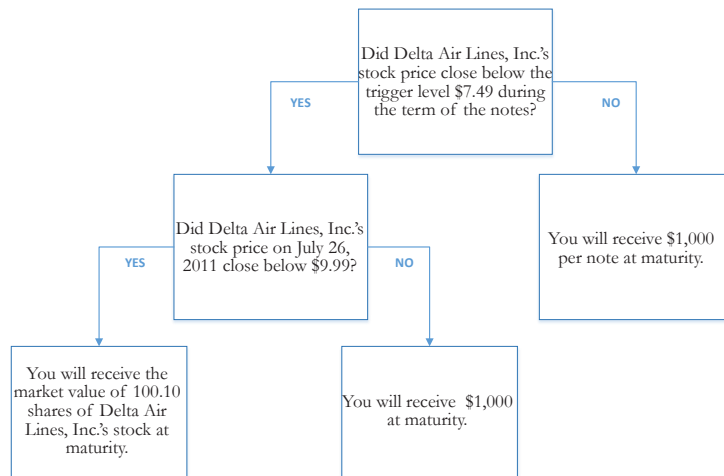 Did Delta Air Lines, Inc.'s
stock price close below the
trigger level $7.49 during
the term of the notes?
YES
NO
Did Delta Air Lines, Inc.'s
stock price on July 26,
2011 close below $9.99?
You will receive $1,000
per note at maturity.
YES
NO
You will receive the
market value of 100.10
shares of Delta Air
Lines, Inc.'s stock at
maturity.
You will receive $1,000
at maturity.